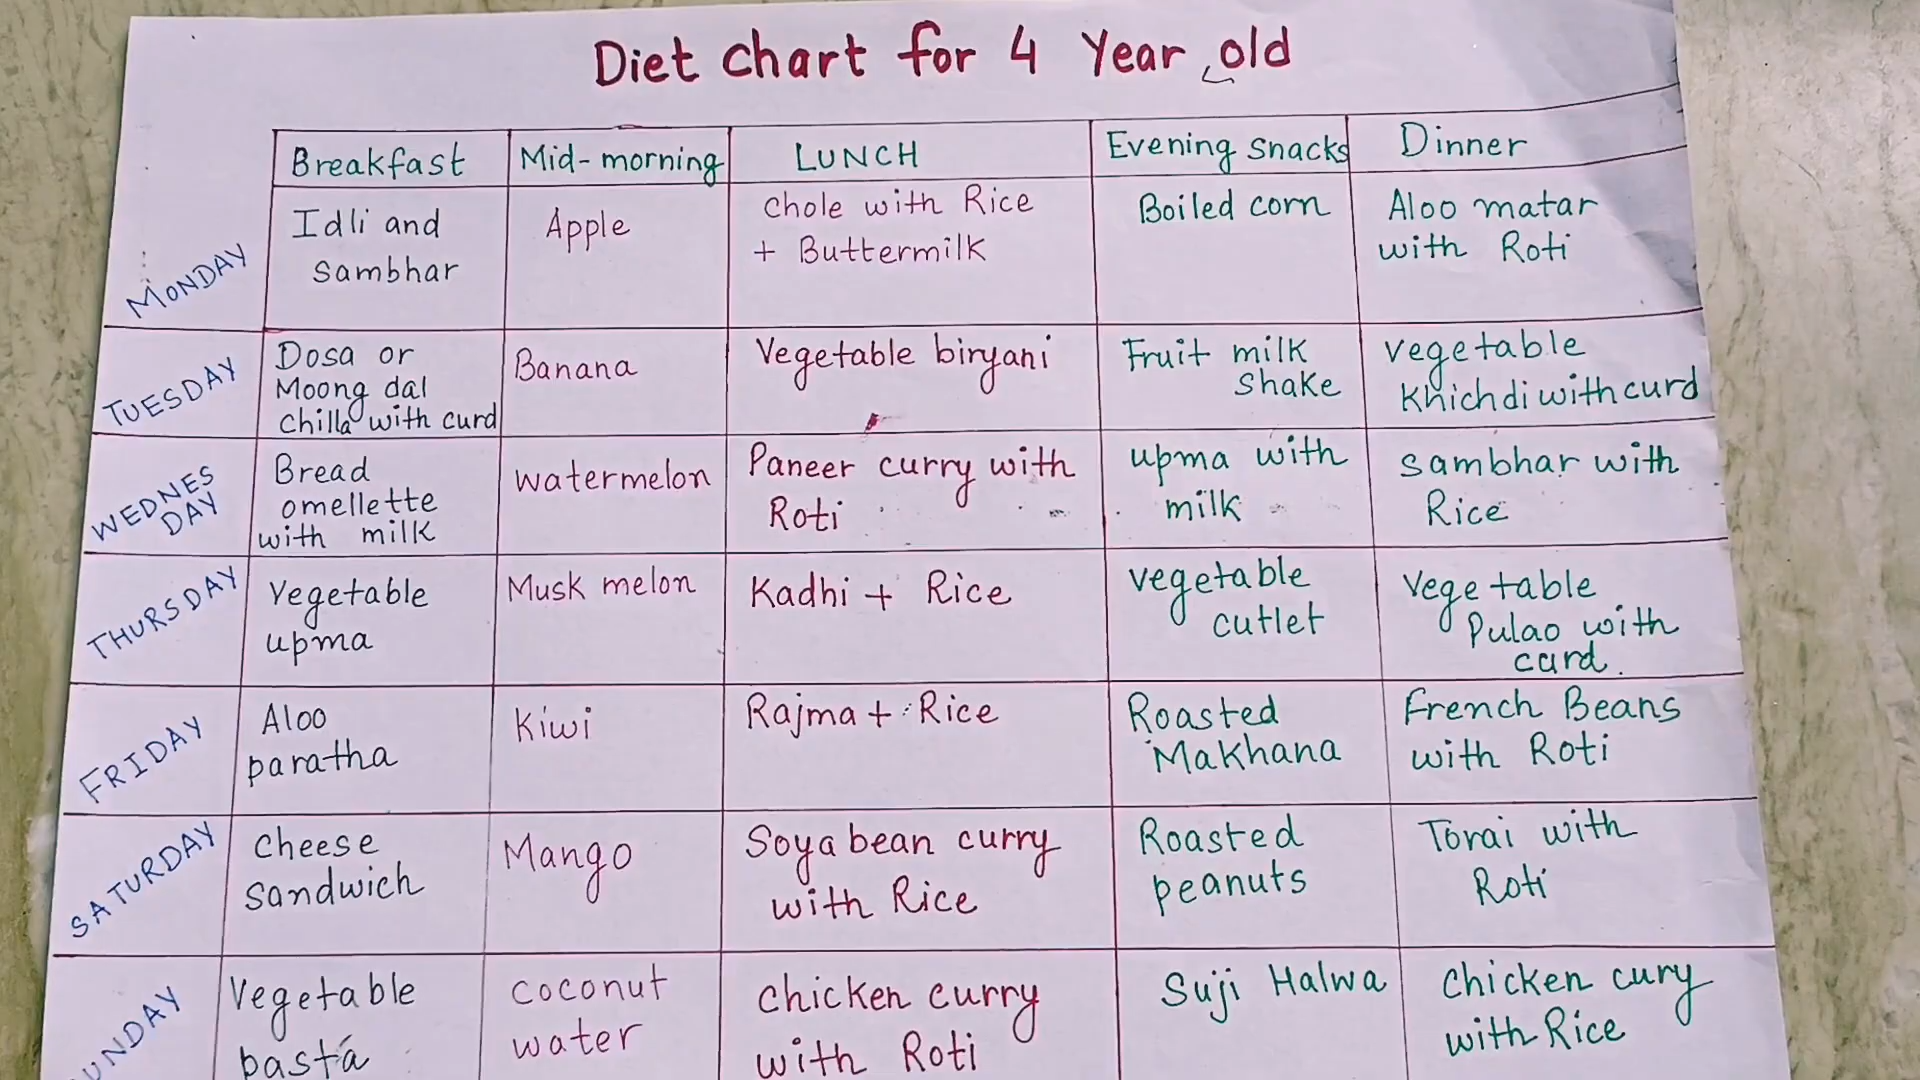 Diet chart for 4 Year old
Breakfast Mid-morning LUNCH Evening snacks Dinner
MONDAY
Idli and
sambhar
Apple
chole with Rice
+ Buttermilk
Boiled corn
Aloo matar
with Roti
TUESDAY
Dosa or
Moong dal
chilla with curd
Banana
Vegetable biryani
Fruit milk
shake
vegetable
khichdi with curd
WEDNES
DAY
Bread
omellette
with milk
watermelon
Paneer curry with
Roti
upma with
milk
sambhar with
Rice
THURSDAY
Vegetable
upma
Musk melon
Kadhi + Rice
vegetable
cutlet
Vegetable
Pulao with
curd.
FRIDAY
Aloo
paratha
Kiwi
Rajma + Rice
Roasted
Makhana
French Beans
with Roti
SATURDAY
cheese
sandwich
Mango
Soyabean curry
with Rice
Roasted
peanuts
Torai with
Roti
UNDAY
Vegetable
pasta
coconut
water
chicken curry
with Roti
Suji Halwa
chicken cury
with Rice